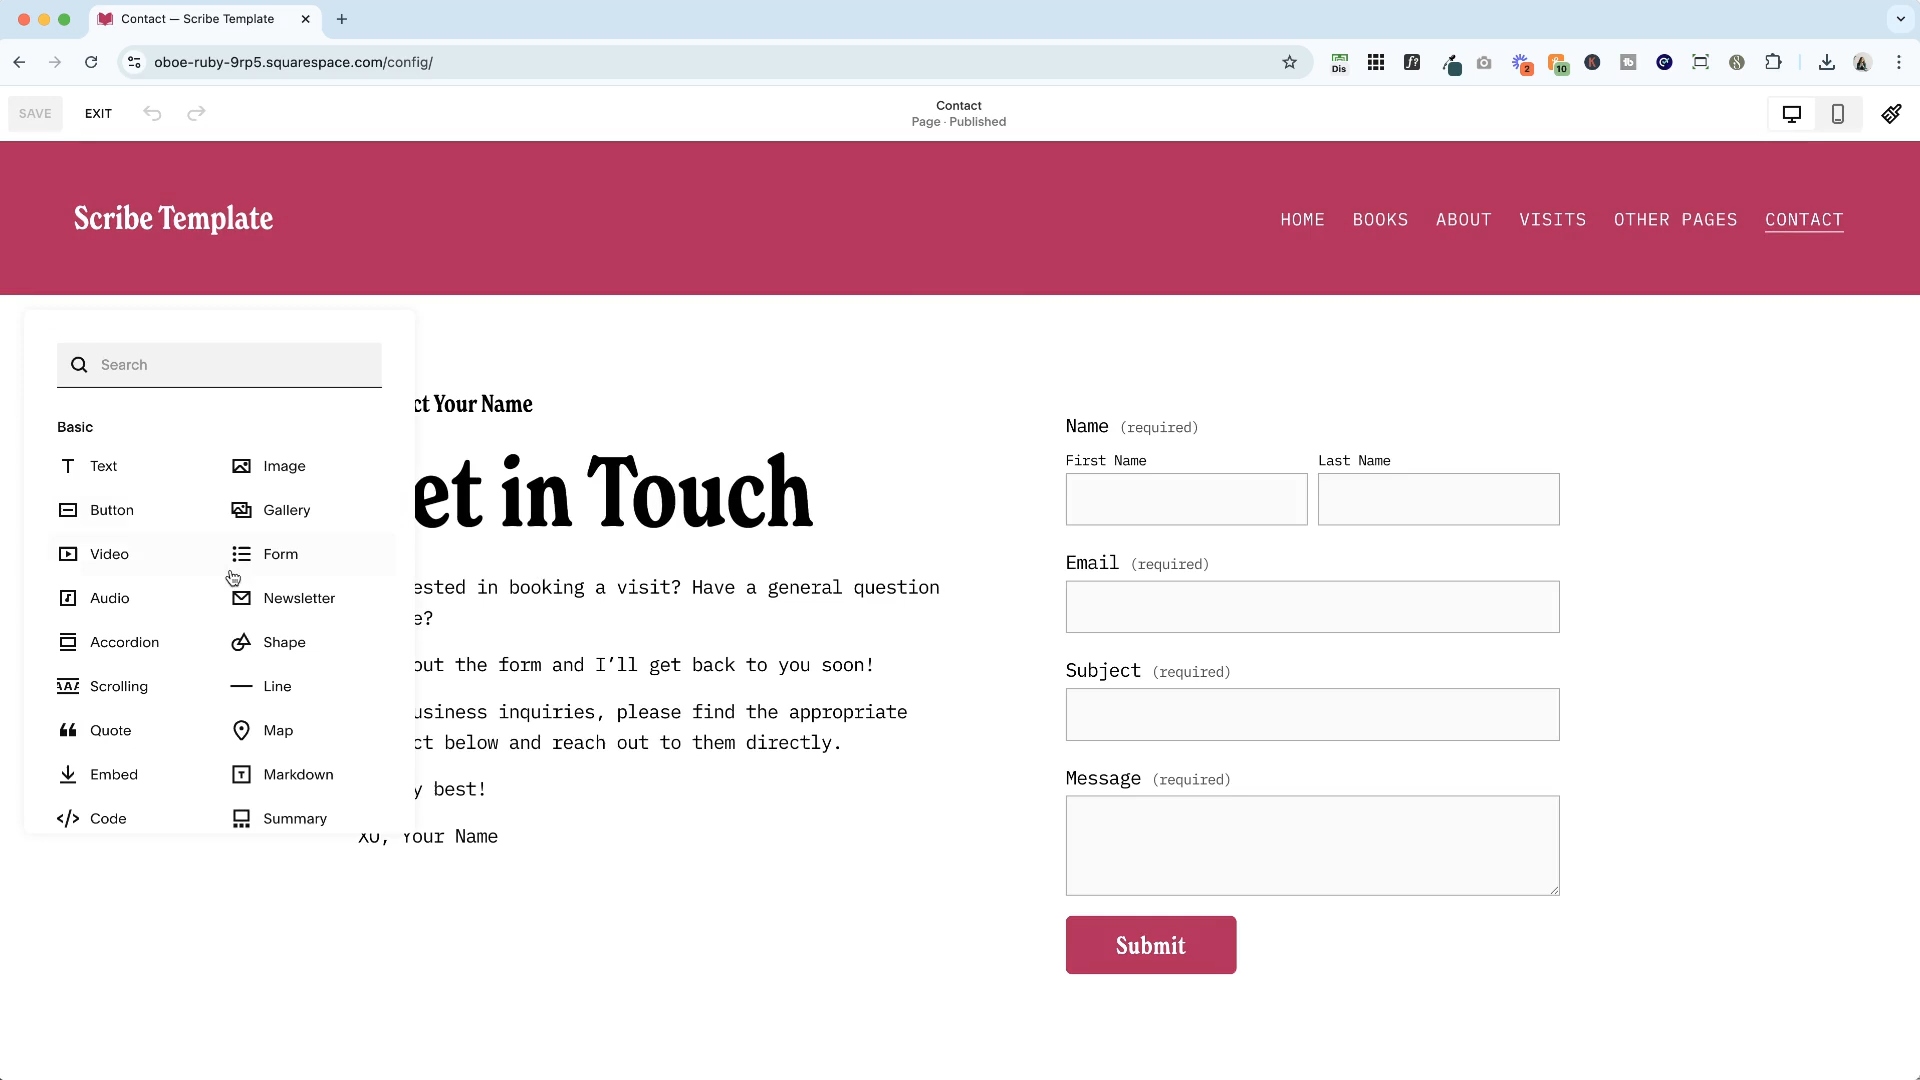 Contact — Scribe Template
oboe-ruby-9rp5.squarespace.com/config/
Dis
f?
2
10
K
tb
SAVE
EXIT
Contact
Page · Published
Scribe Template
HOME
BOOKS
ABOUT
VISITS
OTHER PAGES
CONTACT
Search
Basic
Text
Image
Button
Gallery
Video
Form
Audio
Newsletter
Accordion
Shape
Scrolling
Line
Quote
Map
Embed
Markdown
Code
Summary
ct Your Name
et in Touch
ested in booking a visit? Have a general question
e?
out the form and I’ll get back to you soon!
usiness inquiries, please find the appropriate
ct below and reach out to them directly.
y best!
XO, Your Name
Name (required)
First Name
Last Name
Email (required)
Subject (required)
Message (required)
Submit